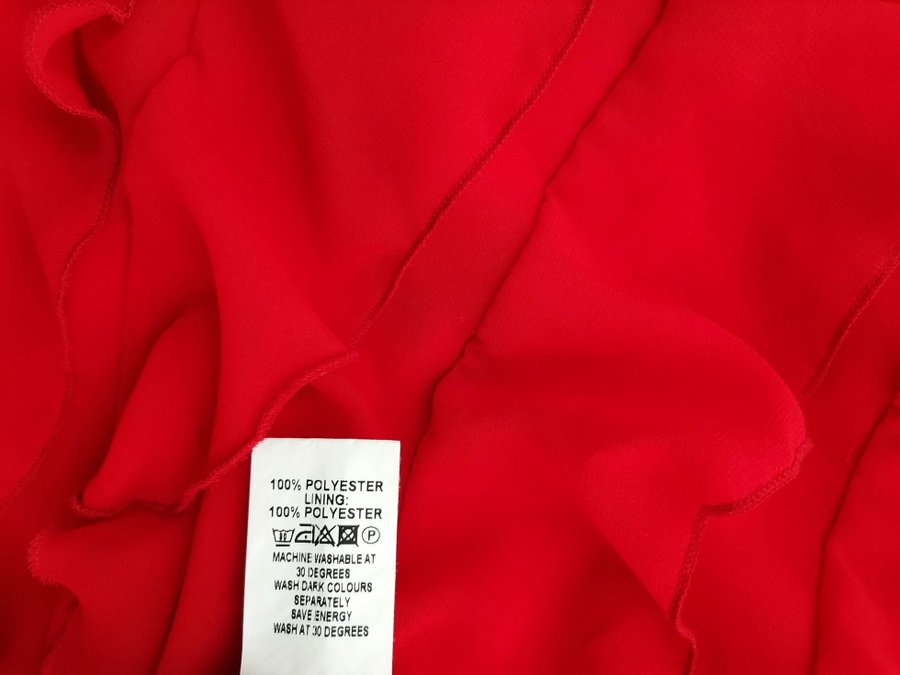 100% POLYESTER
LINING:
100% POLYESTER
P
MACHINE WASHABLE AT
30 DEGREES
WASH DARK COLOURS
SEPARATELY
SAVE ENERGY
WASH AT 30 DEGREES